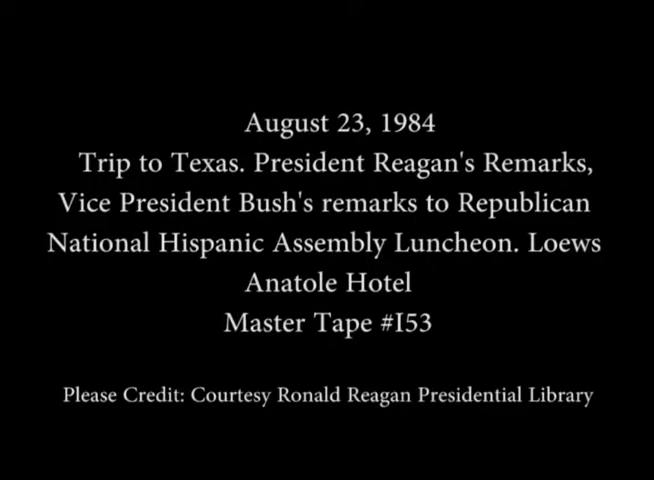 August 23, 1984
Trip to Texas. President Reagan's Remarks,
Vice President Bush's remarks to Republican
National Hispanic Assembly Luncheon. Loews
Anatole Hotel
Master Tape #I53
Please Credit: Courtesy Ronald Reagan Presidential Library